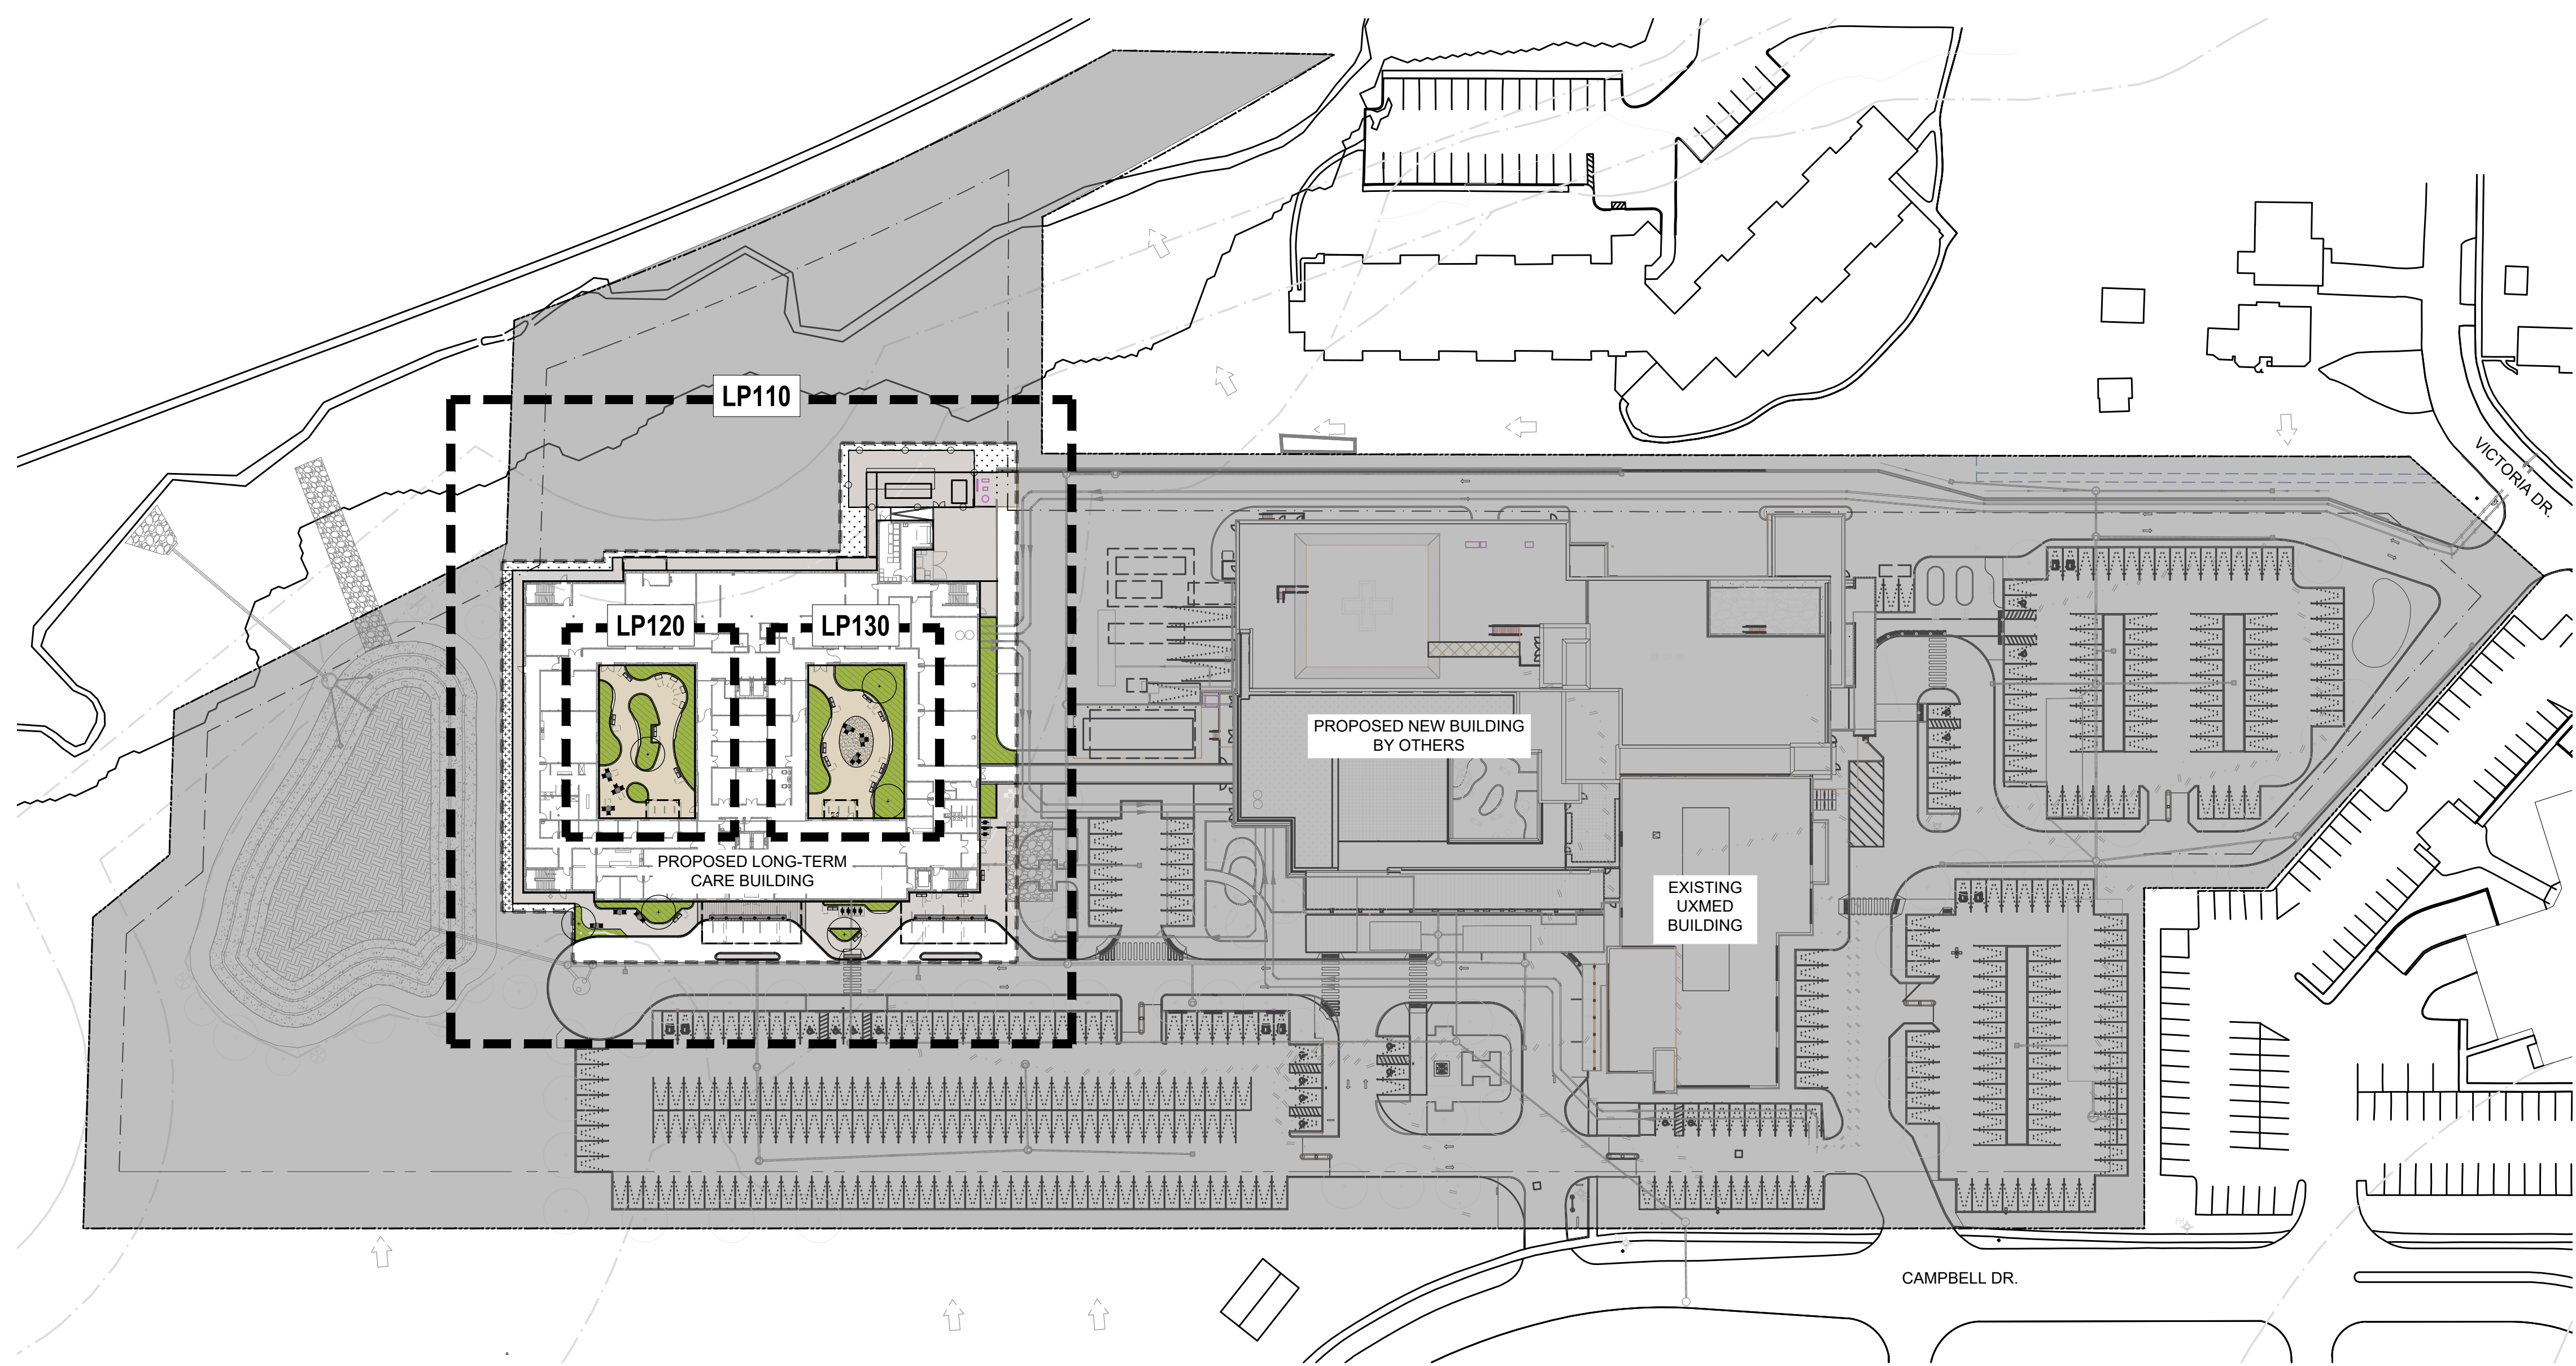 LP110
VICTORIA DR.
LP120
LP130
PROPOSED NEW BUILDING
BY OTHERS
PROPOSED LONG-TERM
CARE BUILDING
EXISTING
UXMED
BUILDING
CAMPBELL DR.